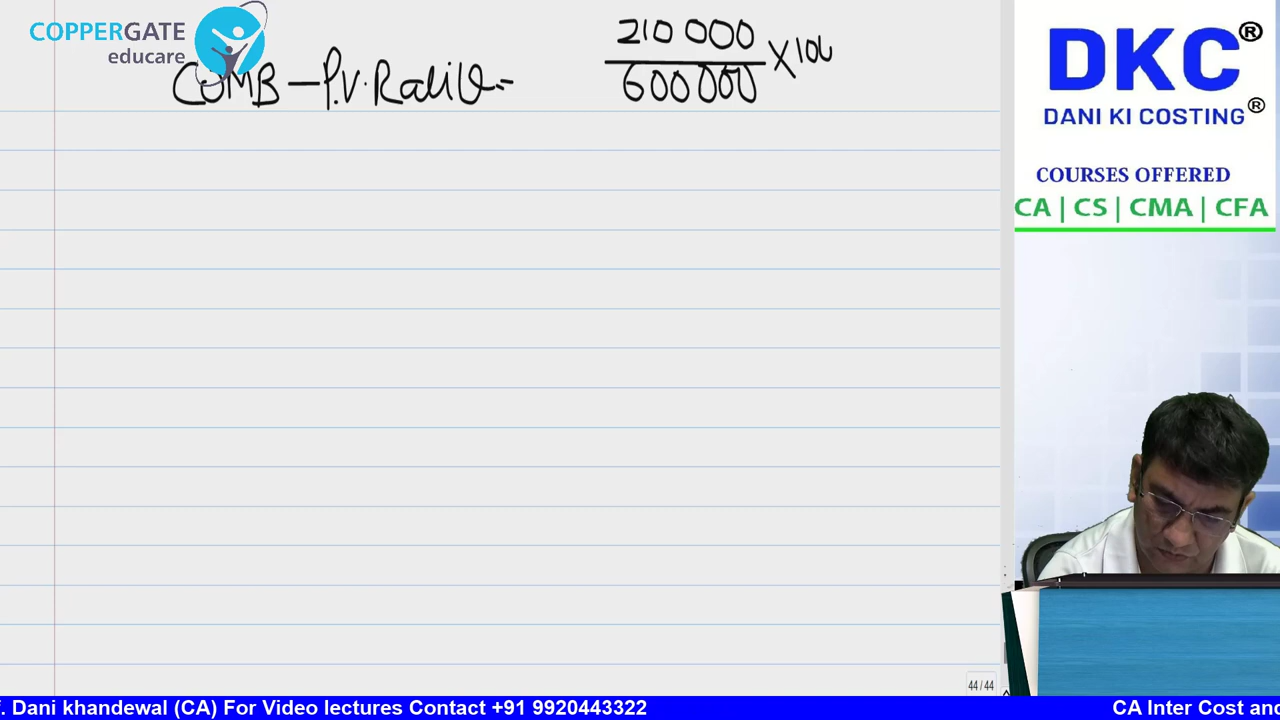 COPPERGATE
educare
210 000
COMB – P.V. Ratio = ×100
600 000
DKC®
DANI KI COSTING®
COURSES OFFERED
CA | CS | CMA | CFA
44 / 44
. Dani khandewal (CA) For Video lectures Contact +91 9920443322
CA Inter Cost and